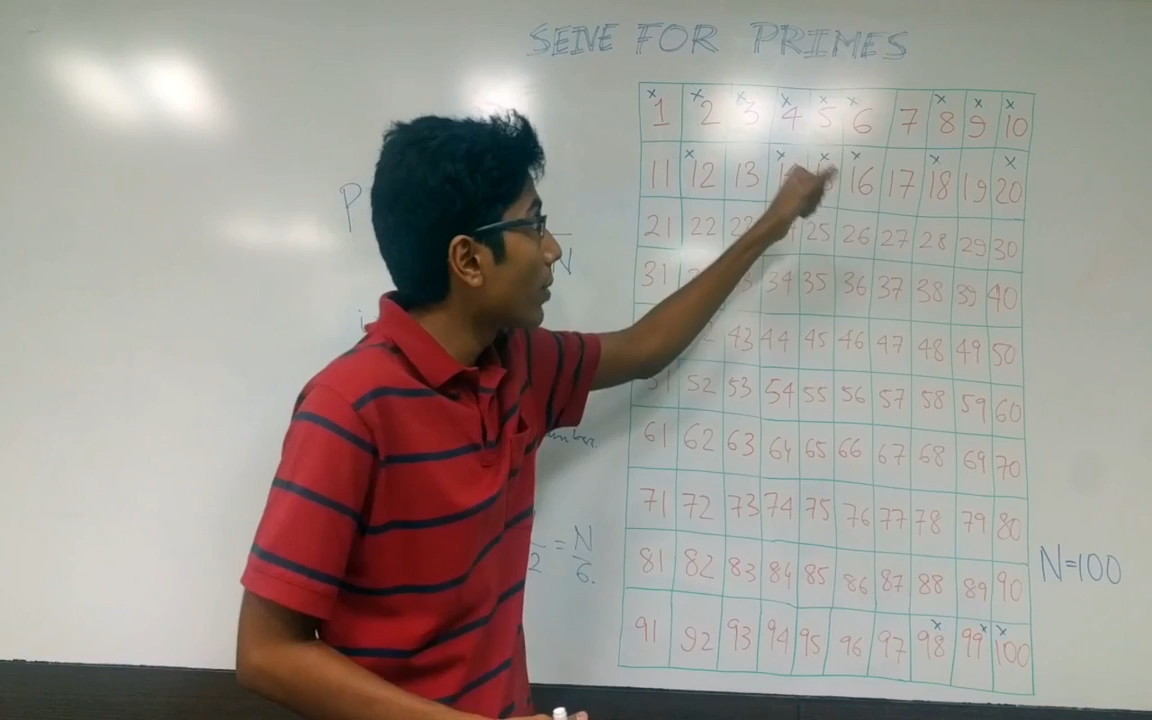 SEIVE FOR PRIMES
1 2 3 4 5 6 7 8 9 10
11 12 13 15 16 17 18 19 20
21 22 25 26 27 28 29 30
31 34 35 36 37 38 39 40
43 44 45 46 47 48 49 50
52 53 54 55 56 57 58 59 60
61 62 63 64 65 66 67 68 69 70
71 72 73 74 75 76 77 78 79 80
81 82 83 84 85 86 87 88 89 90
91 92 93 94 95 96 97 98 99 100
P
N
2 = N/6.
N=100